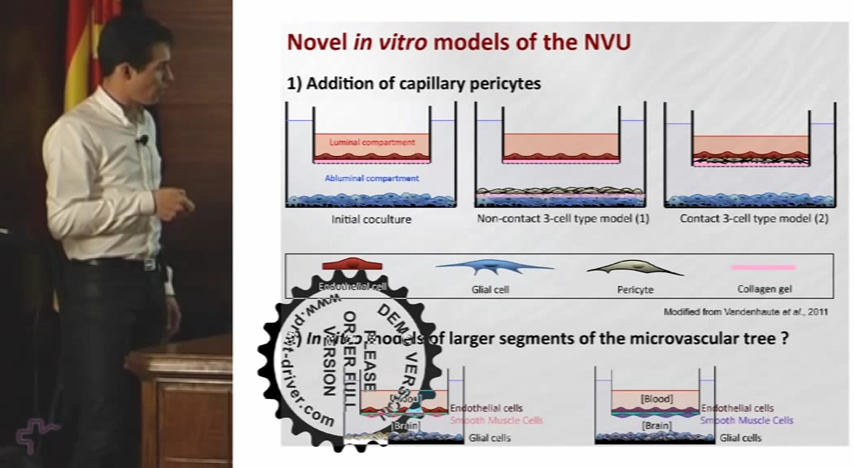 Novel in vitro models of the NVU
1) Addition of capillary pericytes
Luminal compartment
Abluminal compartment
Initial coculture
Non-contact 3-cell type model (1)
Contact 3-cell type model (2)
Endothelial cell
Glial cell
Pericyte
Collagen gel
Modified from Vandenhaute et al., 2011
In vitro models of larger segments of the microvascular tree ?
[Blood]
[Brain]
Endothelial cells
Smooth Muscle Cells
Glial cells
[Blood]
[Brain]
Endothelial cells
Smooth Muscle Cells
Glial cells
DEMO VERS
PLEASE
ORDER FULL
VERSION
www.pr
t-driver.com